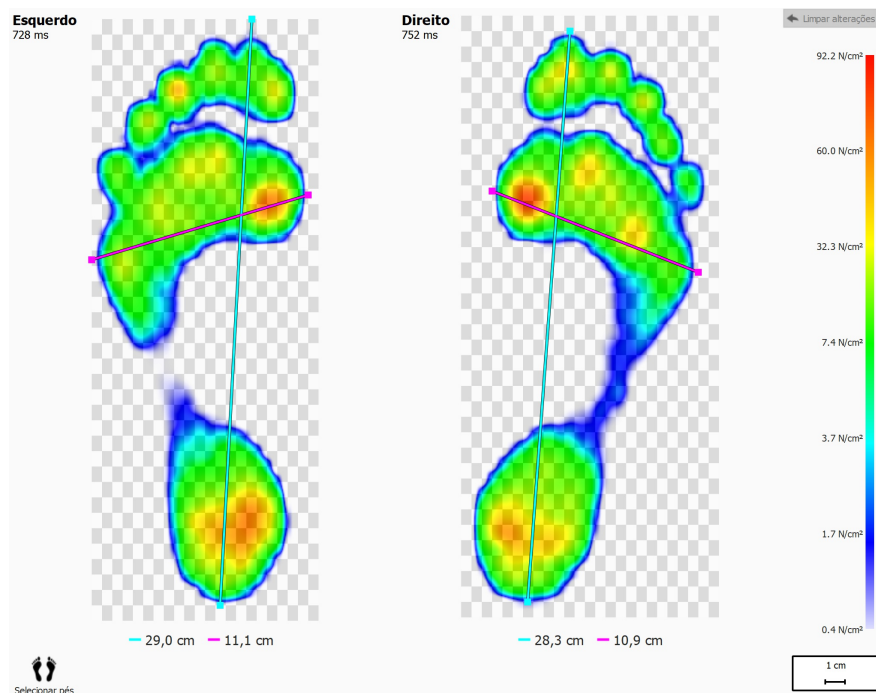 Esquerdo
728 ms
Direito
752 ms
Limpar alterações
92.2 N/cm²
60.0 N/cm²
32.3 N/cm²
7.4 N/cm²
3.7 N/cm²
1.7 N/cm²
0.4 N/cm²
29,0 cm 11,1 cm
28,3 cm 10,9 cm
1 cm
Selecionar pés